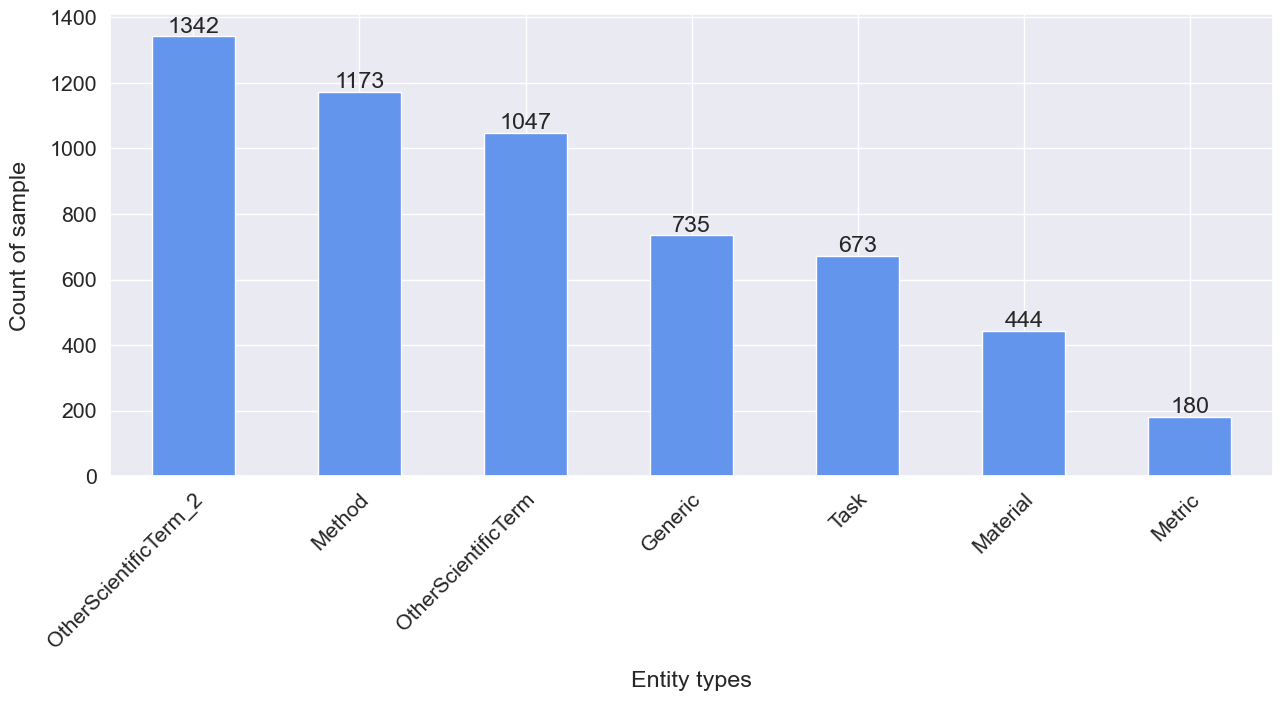 1400
1200
1000
800
600
400
200
0
Count of sample
1342
1173
1047
735
673
444
180
OtherScientificTerm_2
Method
OtherScientificTerm
Generic
Task
Material
Metric
Entity types